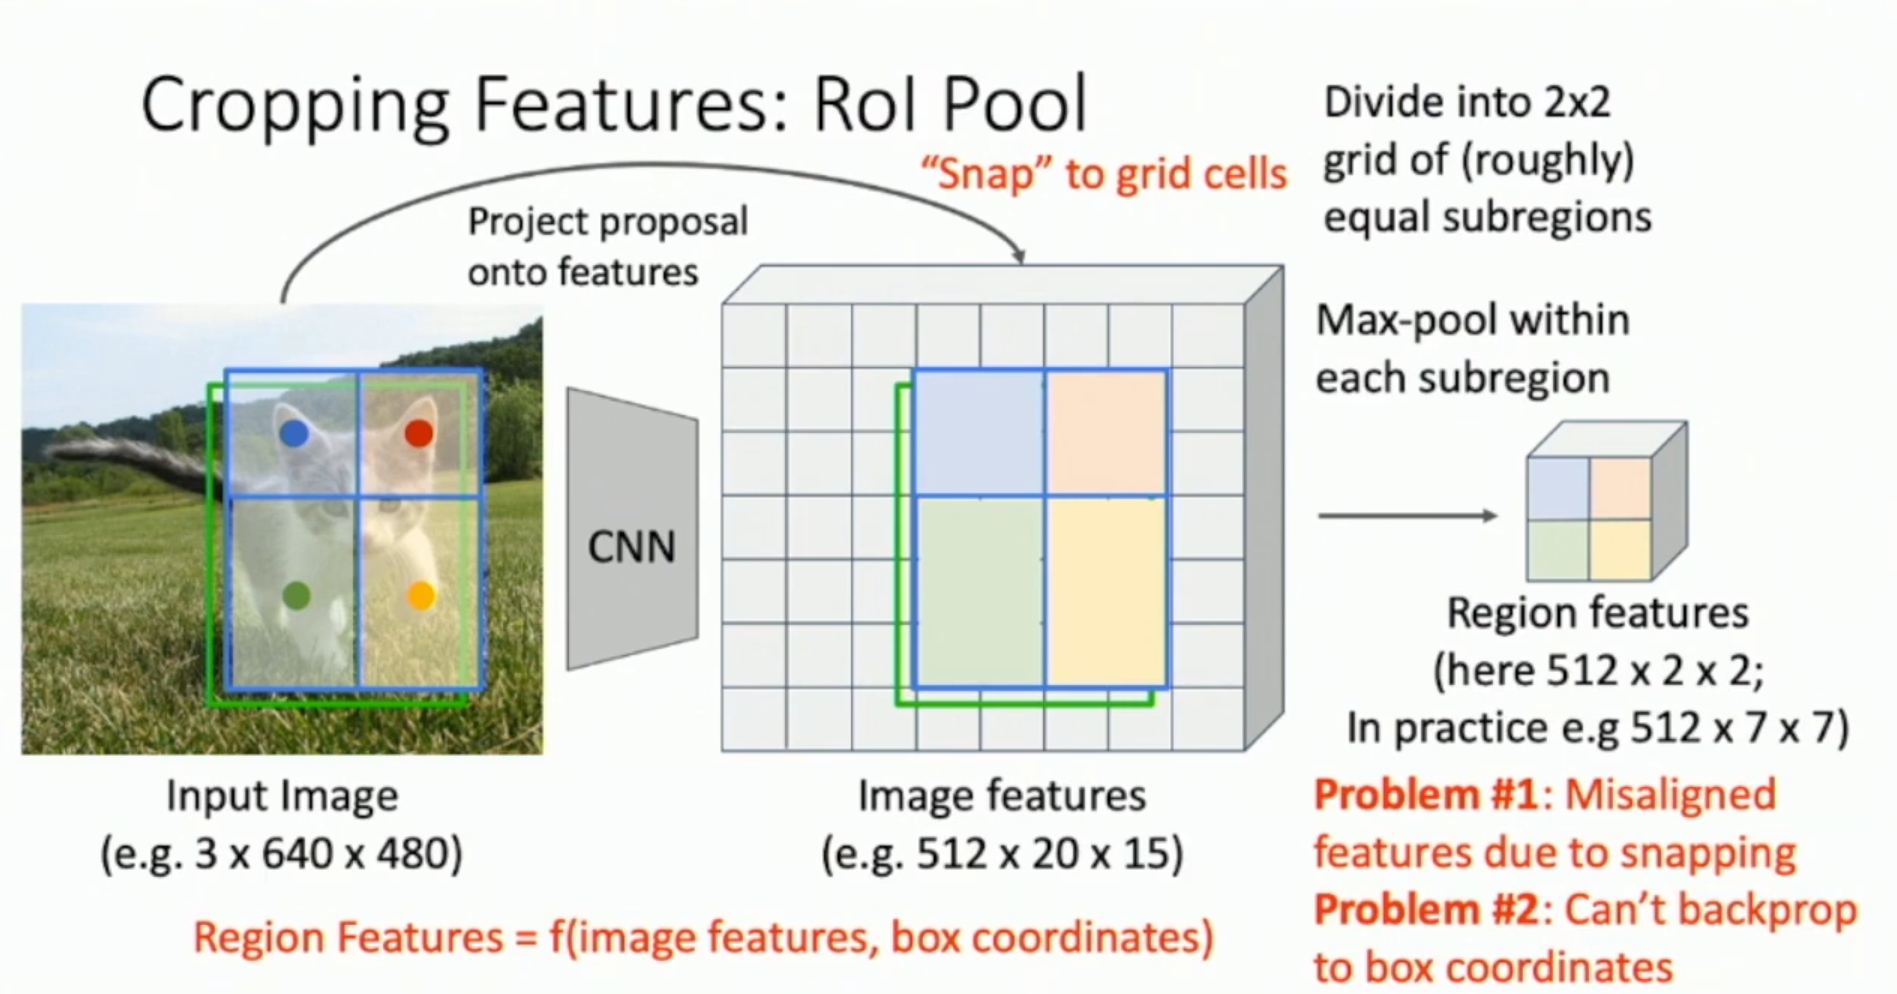 Cropping Features: RoI Pool
"Snap" to grid cells
Project proposal
onto features
Divide into 2x2
grid of (roughly)
equal subregions
Max-pool within
each subregion
CNN
Input Image
(e.g. 3 x 640 x 480)
Image features
(e.g. 512 x 20 x 15)
Region features
(here 512 x 2 x 2;
In practice e.g 512 x 7 x 7)
Region Features = f(image features, box coordinates)
Problem #1: Misaligned
features due to snapping
Problem #2: Can't backprop
to box coordinates